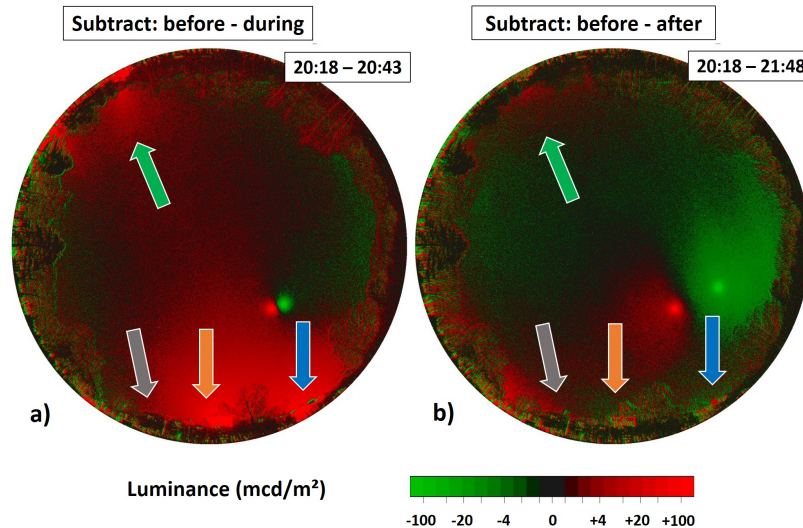 Subtract: before - during
20:18 – 20:43
a)
Subtract: before - after
20:18 – 21:48
b)
Luminance (mcd/m²)
-100 -20 -4 0 +4 +20 +100